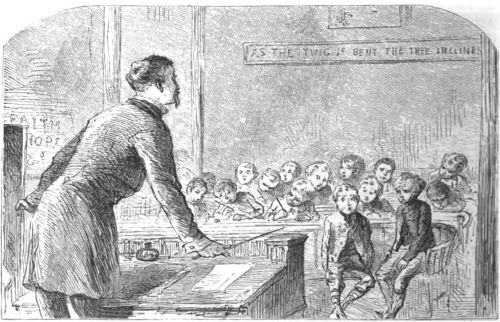 AS THE TWIG IS BENT THE TREE INCLINES
FAITH
HOPE
&